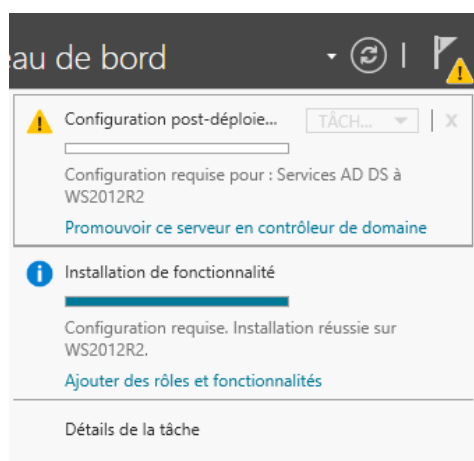 eau de bord
Configuration post-déploie...
TÂCH...
X
Configuration requise pour : Services AD DS à
WS2012R2
Promouvoir ce serveur en contrôleur de domaine
Installation de fonctionnalité
Configuration requise. Installation réussie sur
WS2012R2.
Ajouter des rôles et fonctionnalités
Détails de la tâche